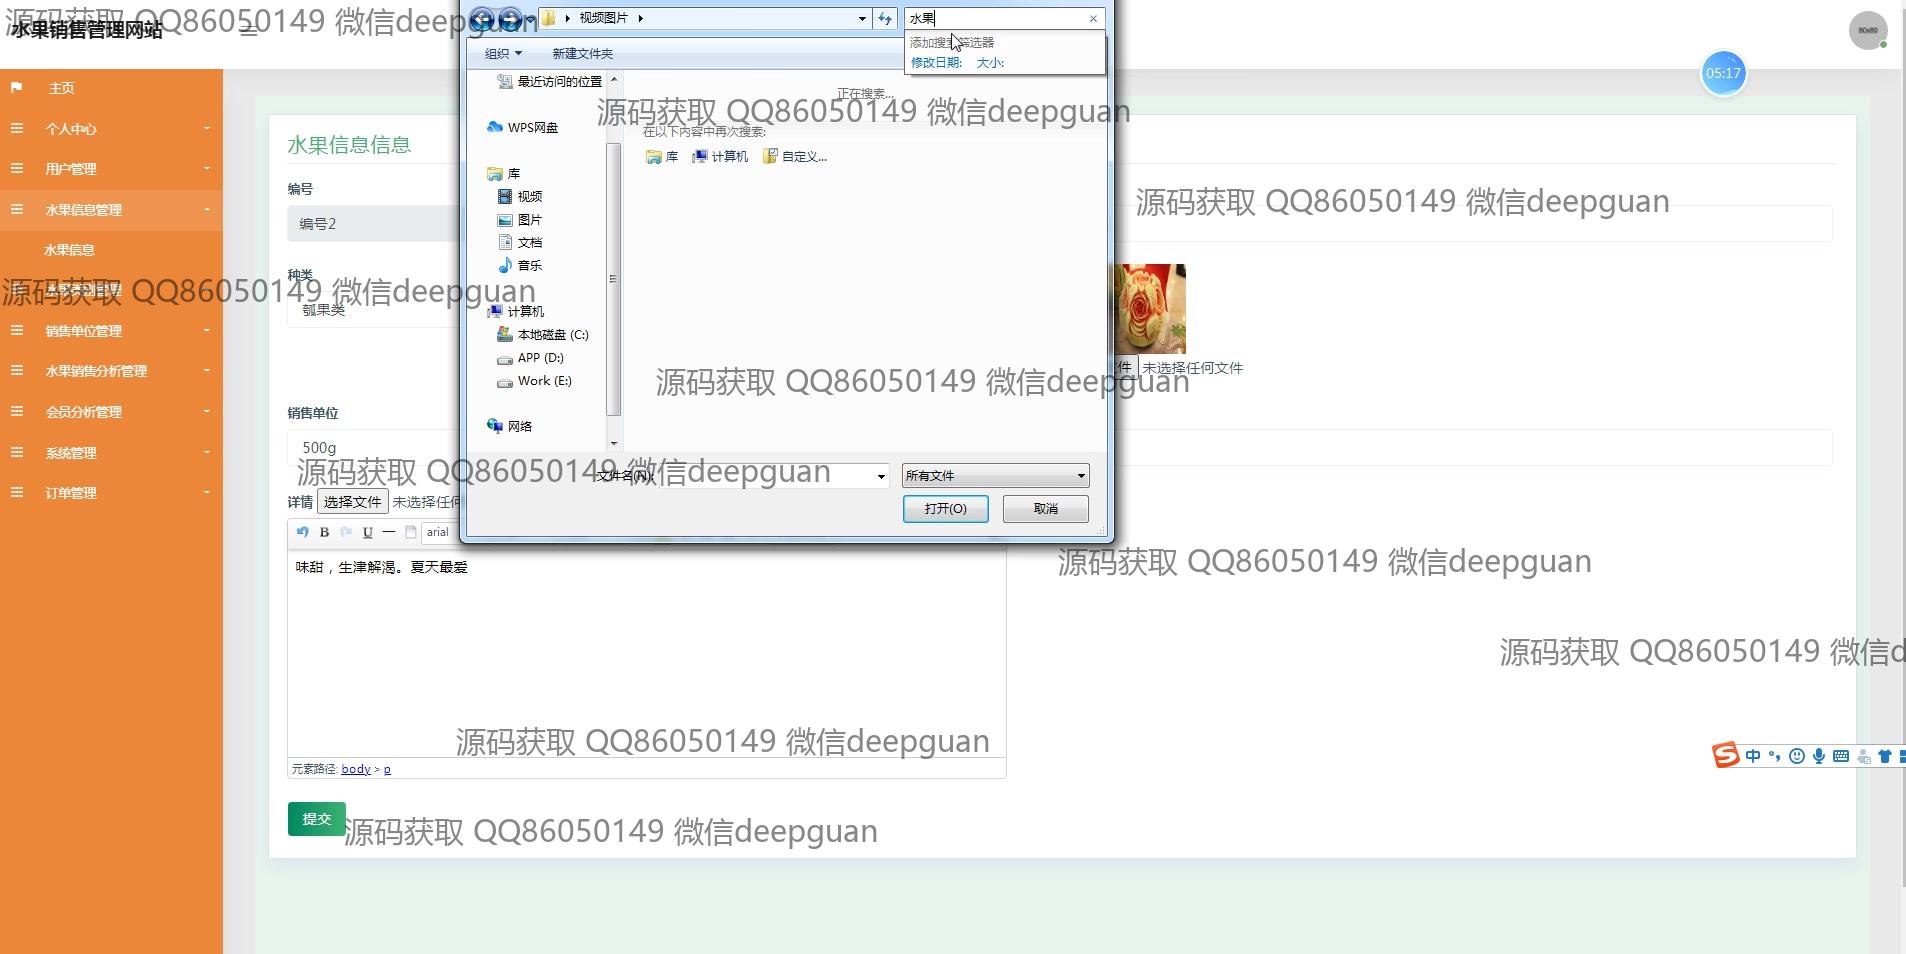 水果销售管理网站
源码获取 QQ86050149 微信deepguan
视频图片
水果
80x80
组织
新建文件夹
添加搜索筛选器
修改日期:
大小:
05:17
主页
个人中心
用户管理
水果信息管理
水果信息
水果类别管理
销售单位管理
水果销售分析管理
会员分析管理
系统管理
订单管理
最近访问的位置
WPS网盘
库
视频
图片
文档
音乐
计算机
本地磁盘 (C:)
APP (D:)
Work (E:)
网络
正在搜索...
源码获取 QQ86050149 微信deepguan
在以下内容中再次搜索:
库
计算机
自定义...
水果信息信息
编号
编号2
源码获取 QQ86050149 微信deepguan
种类
源码获取 QQ86050149 微信deepguan
瓠果类
文件
未选择任何文件
源码获取 QQ86050149 微信deepguan
销售单位
500g
源码获取 QQ86050149 微信deepguan
文件名(N):
所有文件
打开(O)
取消
详情
选择文件
未选择任何
B
U
arial
源码获取 QQ86050149 微信deepguan
味甜，生津解渴。夏天最爱
源码获取 QQ86050149 微信d
源码获取 QQ86050149 微信deepguan
中
元素路径: body > p
提交
源码获取 QQ86050149 微信deepguan